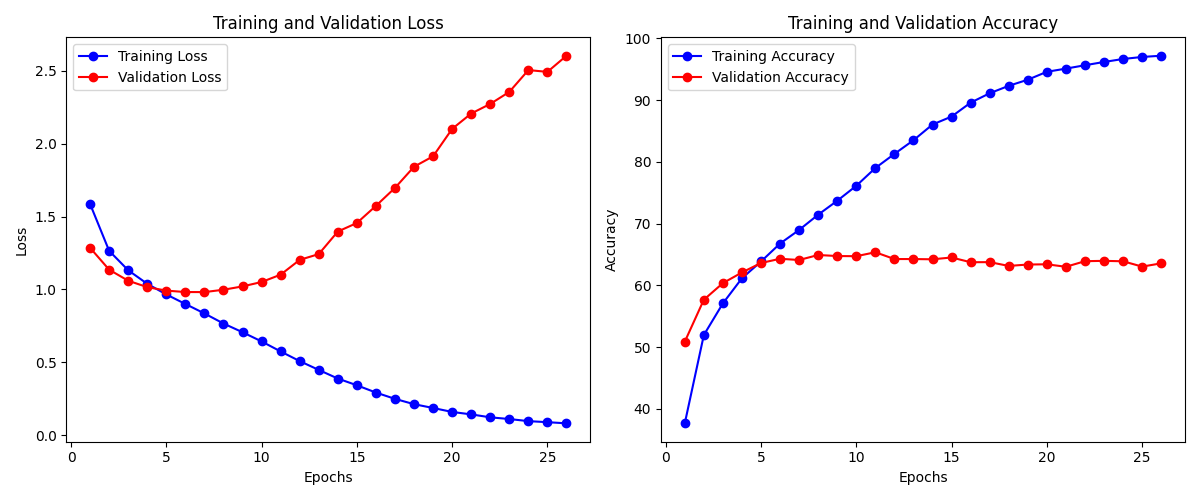 Training and Validation Loss
Training Loss
Validation Loss
2.5
2.0
1.5
1.0
0.5
0.0
Loss
0 5 10 15 20 25
Epochs
Training and Validation Accuracy
Training Accuracy
Validation Accuracy
100
90
80
70
60
50
40
Accuracy
0 5 10 15 20 25
Epochs